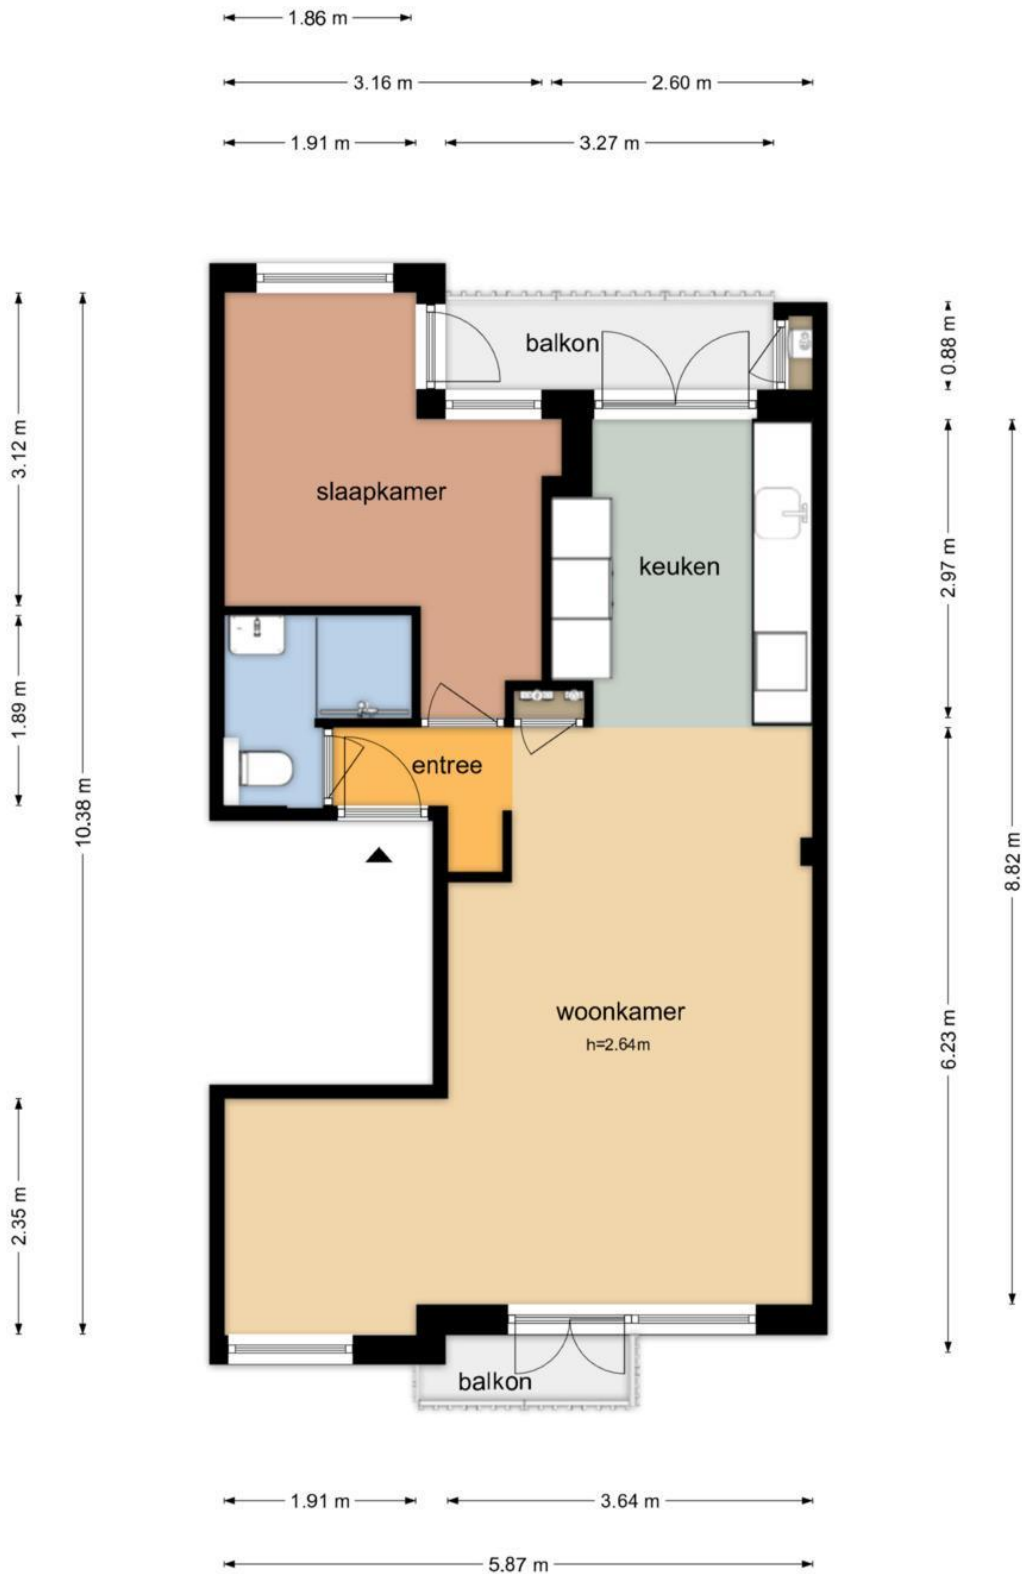 1.86 m
3.16 m
2.60 m
1.91 m
3.27 m
balkon
0.88 m
3.12 m
slaapkamer
keuken
2.97 m
1.89 m
entree
10.38 m
8.82 m
woonkamer
h=2.64m
6.23 m
2.35 m
balkon
1.91 m
3.64 m
5.87 m